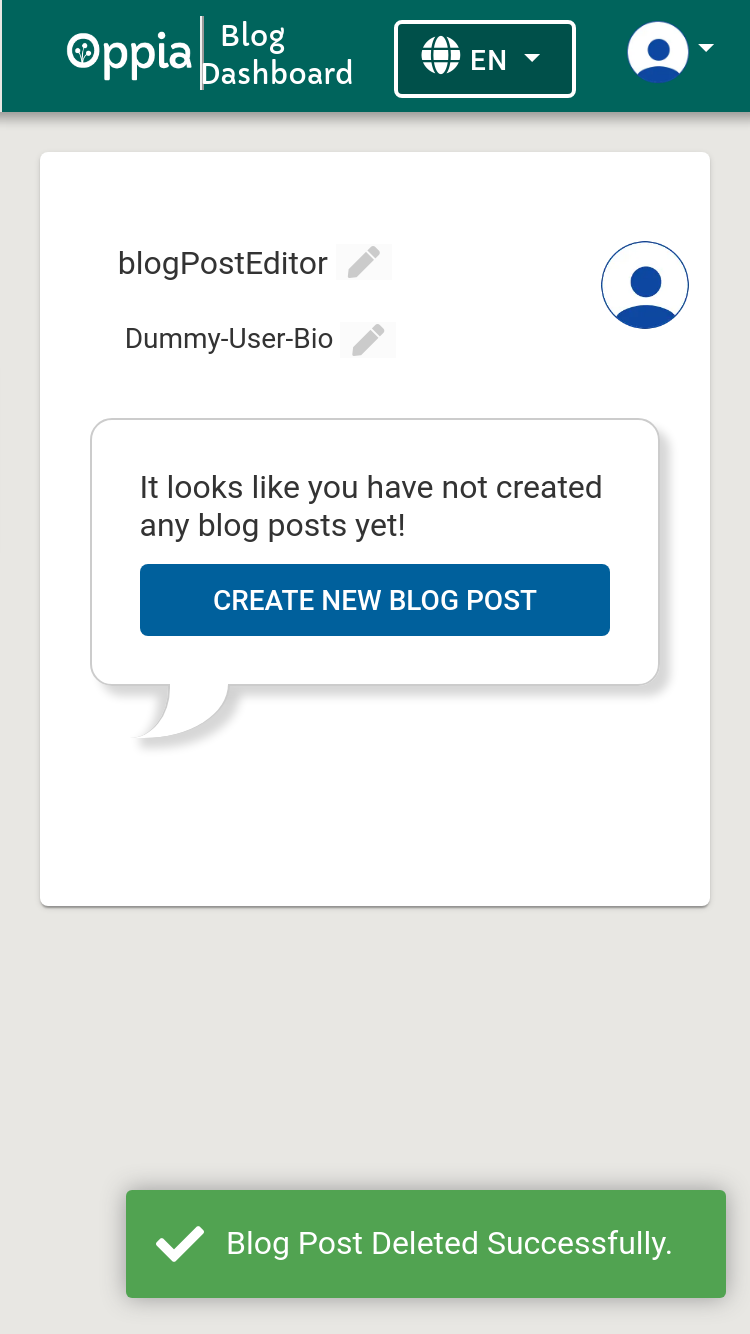 Oppia
Blog
Dashboard
EN
blogPostEditor
Dummy-User-Bio
It looks like you have not created
any blog posts yet!
CREATE NEW BLOG POST
Blog Post Deleted Successfully.